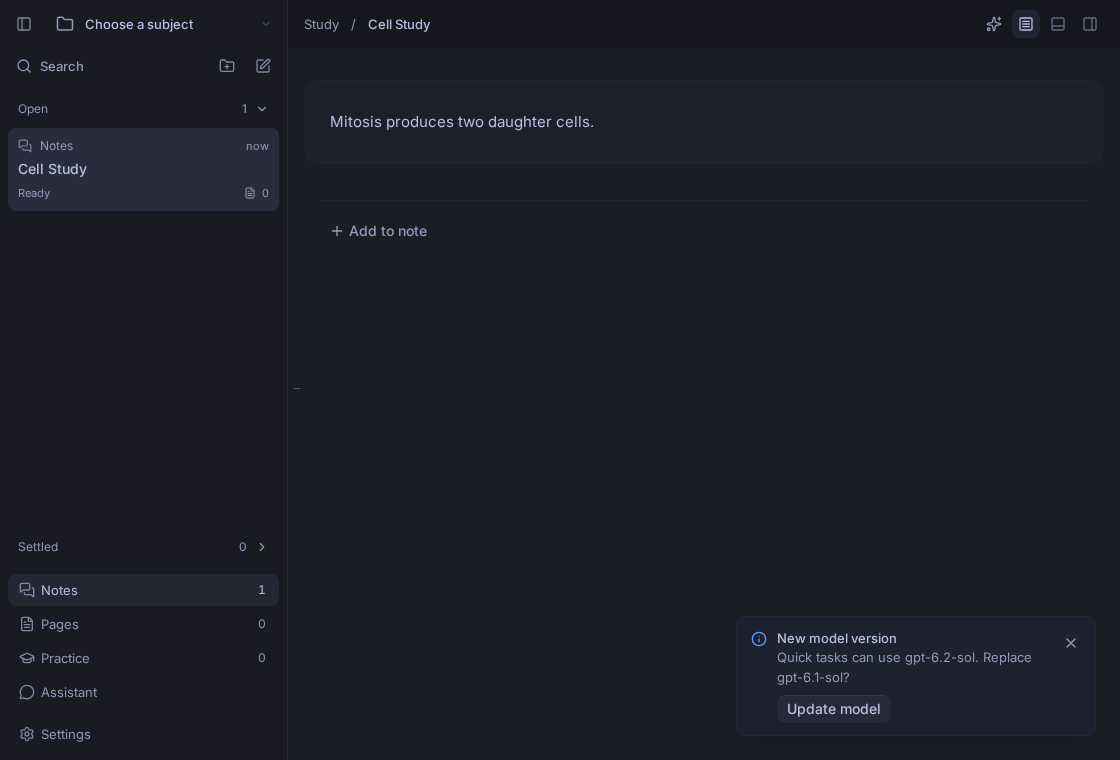 Choose a subject
Search
Open 1
Notes now
Cell Study
Ready 0
Settled 0
Notes 1
Pages 0
Practice 0
Assistant
Settings
Study / Cell Study
Mitosis produces two daughter cells.
Add to note
New model version
Quick tasks can use gpt-6.2-sol. Replace
gpt-6.1-sol?
Update model